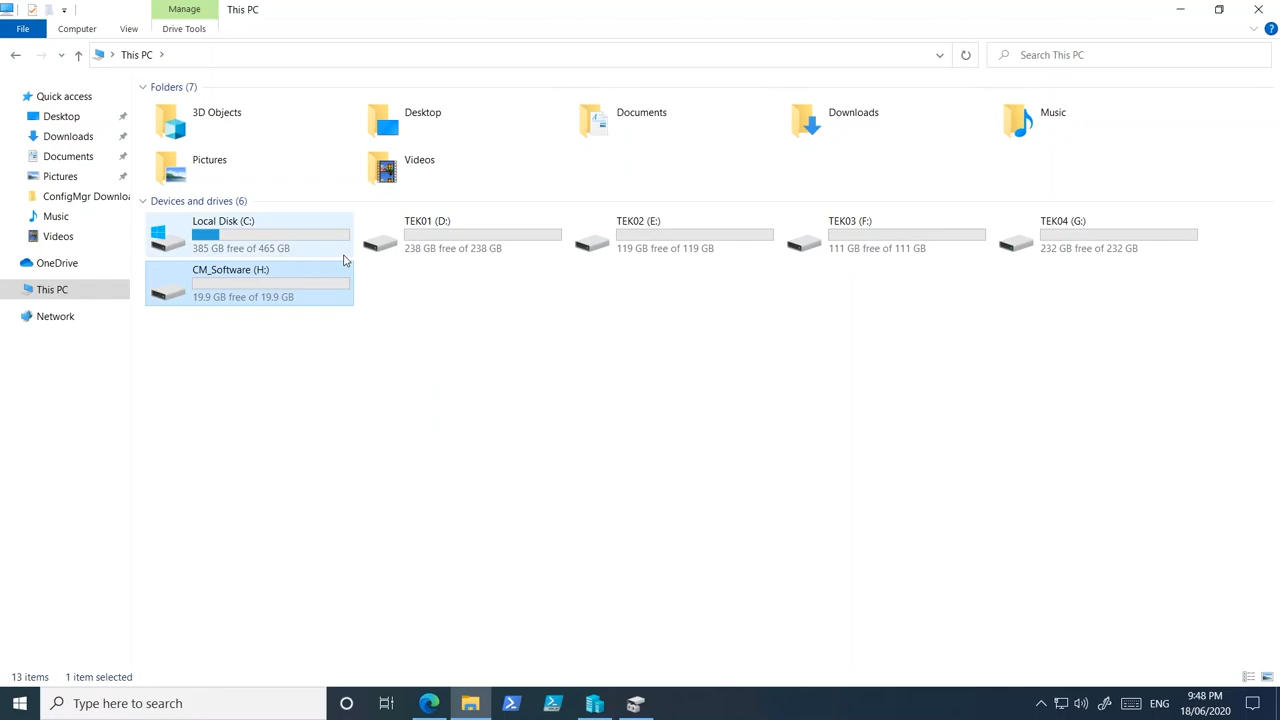 Manage
This PC
File
Computer
View
Drive Tools
This PC
Search This PC
Quick access
Desktop
Downloads
Documents
Pictures
ConfigMgr Downloa
Music
Videos
OneDrive
This PC
Network
Folders (7)
3D Objects
Desktop
Documents
Downloads
Music
Pictures
Videos
Devices and drives (6)
Local Disk (C:)
385 GB free of 465 GB
TEK01 (D:)
238 GB free of 238 GB
TEK02 (E:)
119 GB free of 119 GB
TEK03 (F:)
111 GB free of 111 GB
TEK04 (G:)
232 GB free of 232 GB
CM_Software (H:)
19.9 GB free of 19.9 GB
13 items
1 item selected
Type here to search
ENG
9:48 PM
18/06/2020